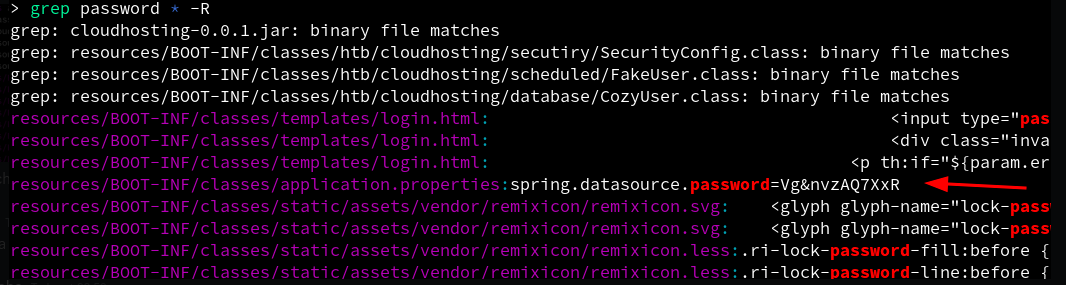 > grep password * -R
grep: cloudhosting-0.0.1.jar: binary file matches
grep: resources/BOOT-INF/classes/htb/cloudhosting/secutiry/SecurityConfig.class: binary file matches
grep: resources/BOOT-INF/classes/htb/cloudhosting/scheduled/FakeUser.class: binary file matches
grep: resources/BOOT-INF/classes/htb/cloudhosting/database/CozyUser.class: binary file matches
resources/BOOT-INF/classes/templates/login.html: <input type="pas
resources/BOOT-INF/classes/templates/login.html: <div class="inva
resources/BOOT-INF/classes/templates/login.html: <p th:if="${param.er
resources/BOOT-INF/classes/application.properties:spring.datasource.password=Vg&nvzAQ7XxR
resources/BOOT-INF/classes/static/assets/vendor/remixicon/remixicon.svg: <glyph glyph-name="lock-pass
resources/BOOT-INF/classes/static/assets/vendor/remixicon/remixicon.svg: <glyph glyph-name="lock-pass
resources/BOOT-INF/classes/static/assets/vendor/remixicon/remixicon.less:.ri-lock-password-fill:before {
resources/BOOT-INF/classes/static/assets/vendor/remixicon/remixicon.less:.ri-lock-password-line:before {